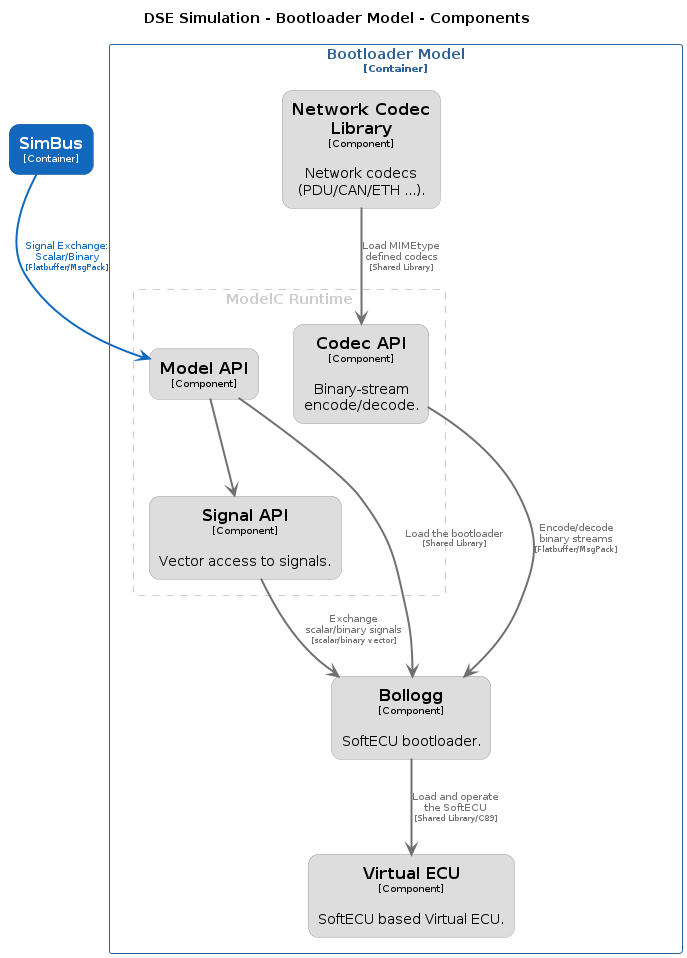 DSE Simulation - Bootloader Model - Components
Bootloader Model
[Container]
Network Codec
Library
[Component]
Network codecs
(PDU/CAN/ETH ...).
SimBus
[Container]
Signal Exchange:
Scalar/Binary
[Flatbuffer/MsgPack]
Load MIMEtype
defined codecs
[Shared Library]
ModelC Runtime
Codec API
[Component]
Binary-stream
encode/decode.
Model API
[Component]
Signal API
[Component]
Vector access to signals.
Load the bootloader
[Shared Library]
Encode/decode
binary streams
[Flatbuffer/MsgPack]
Exchange
scalar/binary signals
[scalar/binary vector]
Bollogg
[Component]
SoftECU bootloader.
Load and operate
the SoftECU
[Shared Library/C89]
Virtual ECU
[Component]
SoftECU based Virtual ECU.